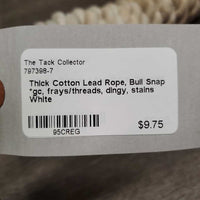 The Tack Collector
797398-7
Thick Cotton Lead Rope, Bull Snap
*gc, frays/threads, dingy, stains
White
95CREG
$9.75